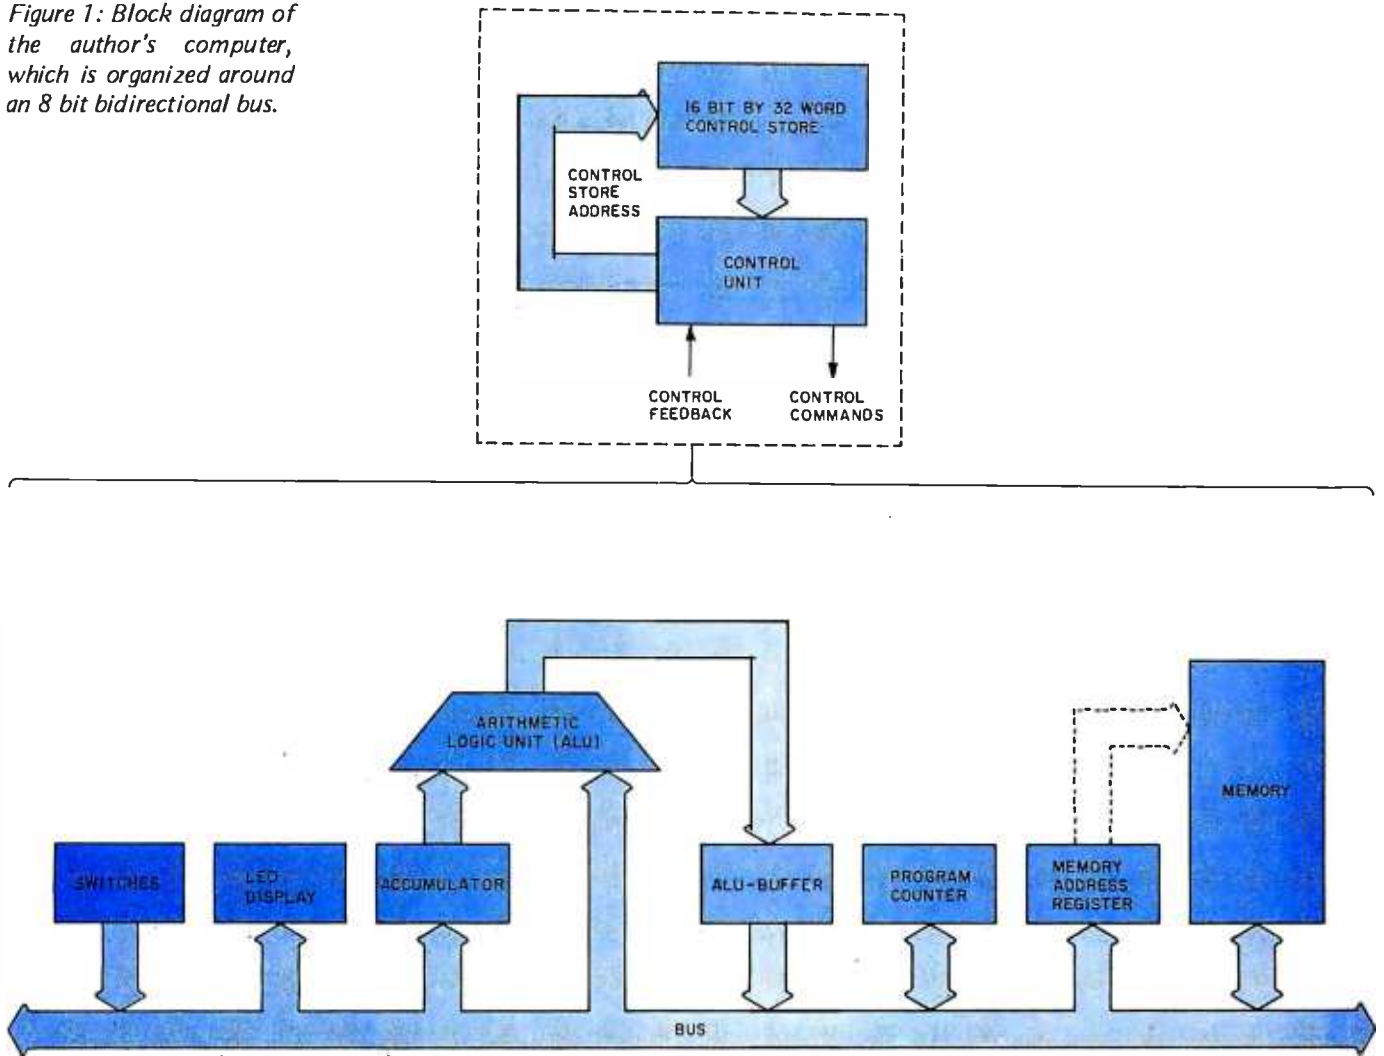 Figure 1: Block diagram of
the author's computer,
which is organized around
an 8 bit bidirectional bus.
16 BIT BY 32 WORD
CONTROL STORE
CONTROL
STORE
ADDRESS
CONTROL
UNIT
CONTROL
FEEDBACK
CONTROL
COMMANDS
ARITHMETIC
LOGIC UNIT (ALU)
MEMORY
SWITCHES
LED
DISPLAY
ACCUMULATOR
ALU-BUFFER
PROGRAM
COUNTER
MEMORY
ADDRESS
REGISTER
BUS